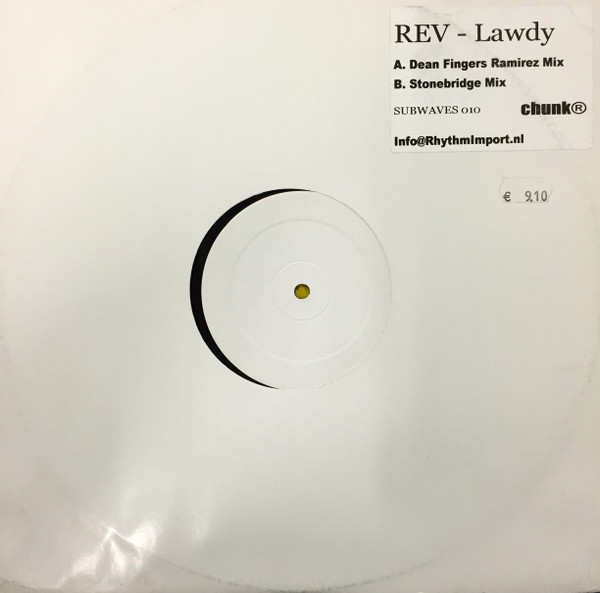 REV - Lawdy
A. Dean Fingers Ramirez Mix
B. Stonebridge Mix
SUBWAVES 010 chunk®
Info@RhythmImport.nl
€ 9,10